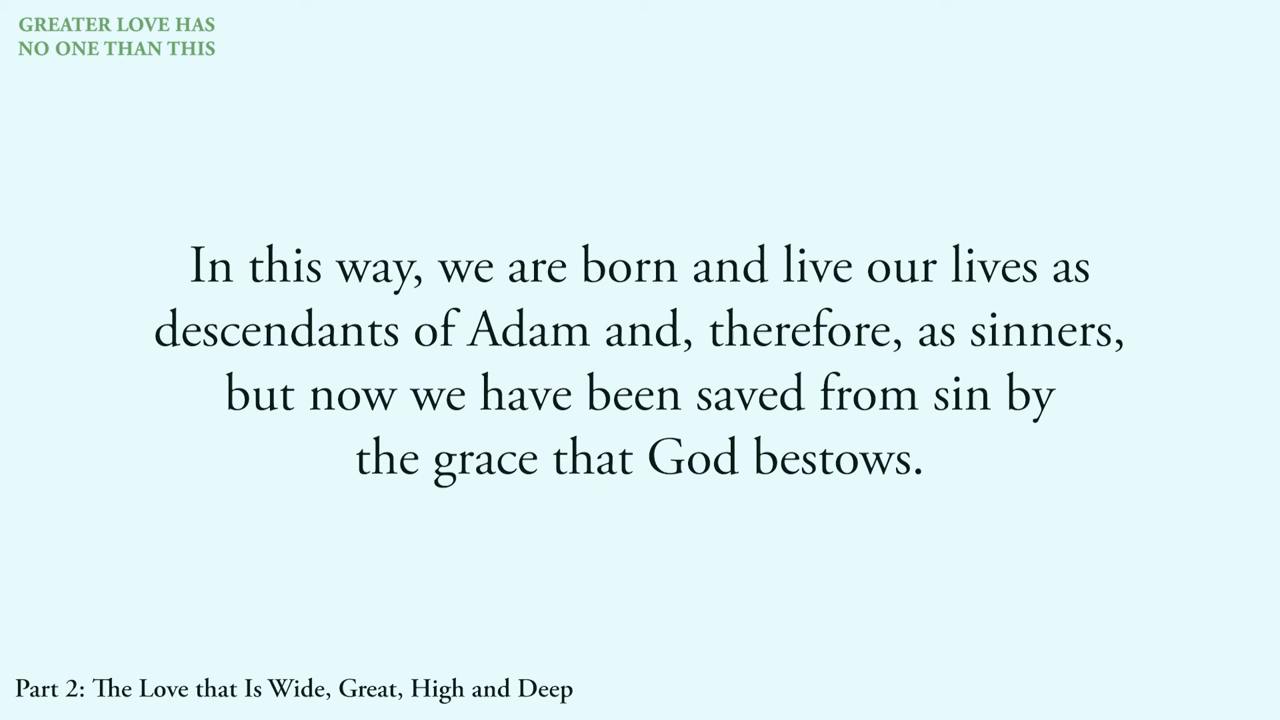 GREATER LOVE HAS
NO ONE THAN THIS
In this way, we are born and live our lives as
descendants of Adam and, therefore, as sinners,
but now we have been saved from sin by
the grace that God bestows.
Part 2: The Love that Is Wide, Great, High and Deep